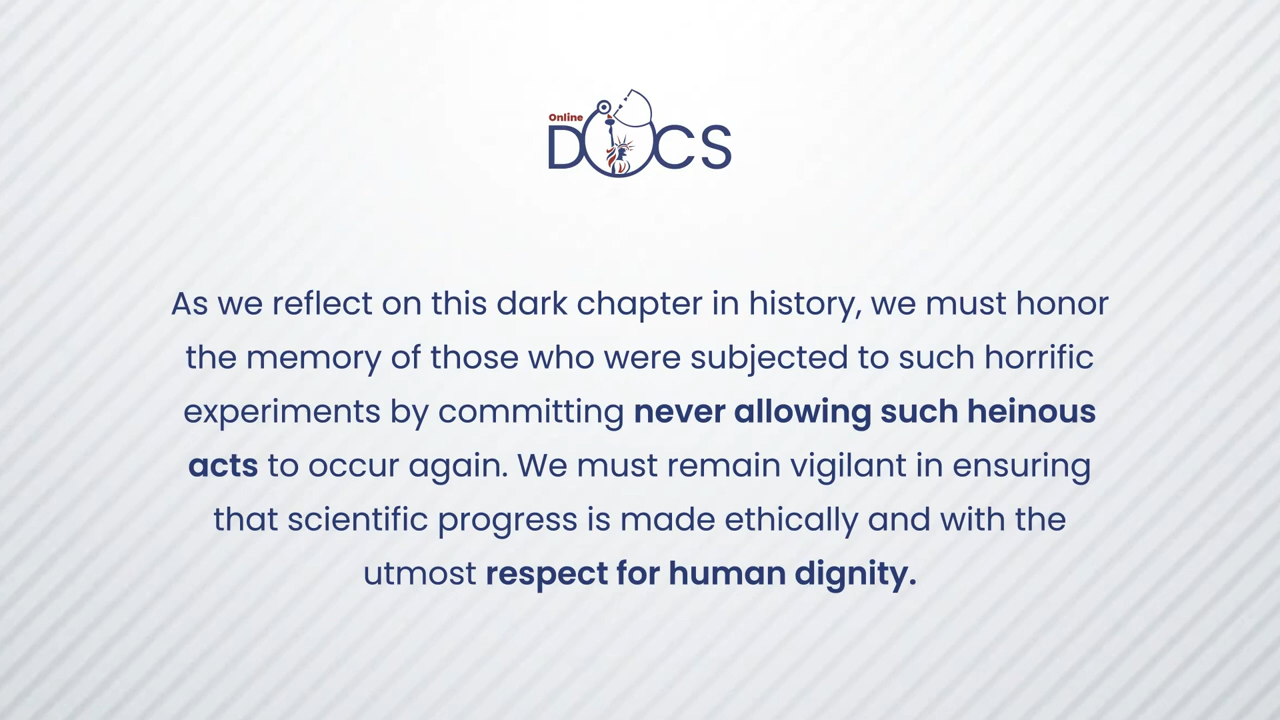 Online
DOCS
As we reflect on this dark chapter in history, we must honor
the memory of those who were subjected to such horrific
experiments by committing never allowing such heinous
acts to occur again. We must remain vigilant in ensuring
that scientific progress is made ethically and with the
utmost respect for human dignity.